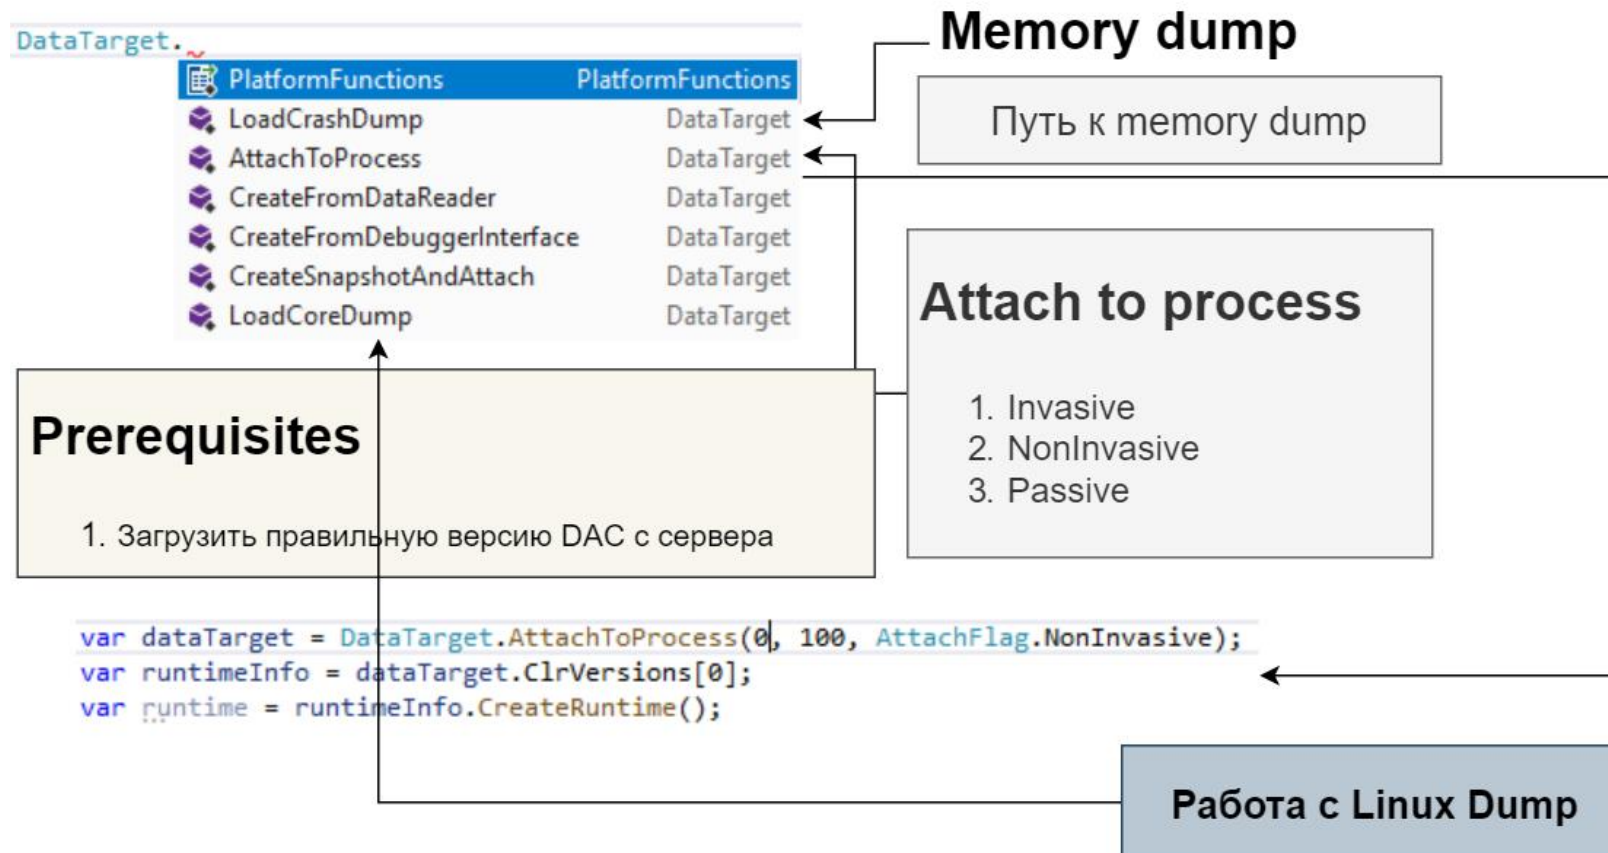 DataTarget.
PlatformFunctions PlatformFunctions
LoadCrashDump DataTarget
AttachToProcess DataTarget
CreateFromDataReader DataTarget
CreateFromDebuggerInterface DataTarget
CreateSnapshotAndAttach DataTarget
LoadCoreDump DataTarget
Memory dump
Путь к memory dump
Attach to process
1. Invasive
2. NonInvasive
3. Passive
Prerequisites
1. Загрузить правильную версию DAC с сервера
var dataTarget = DataTarget.AttachToProcess(0, 100, AttachFlag.NonInvasive);
var runtimeInfo = dataTarget.ClrVersions[0];
var runtime = runtimeInfo.CreateRuntime();
Работа с Linux Dump